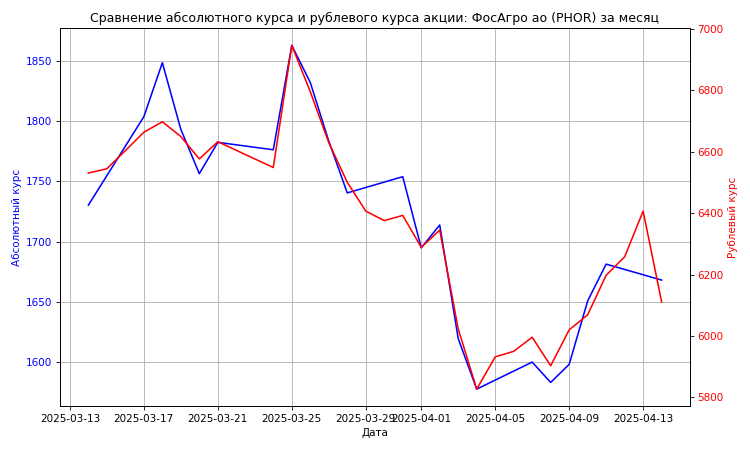 Сравнение абсолютного курса и рублевого курса акции: ФосАгро ао (PHOR) за месяц
Абсолютный курс
1850
1800
1750
1700
1650
1600
7000
6800
6600
6400
6200
6000
5800
Рублевый курс
2025-03-13 2025-03-17 2025-03-21 2025-03-25 2025-03-29 2025-04-01 2025-04-05 2025-04-09 2025-04-13
Дата